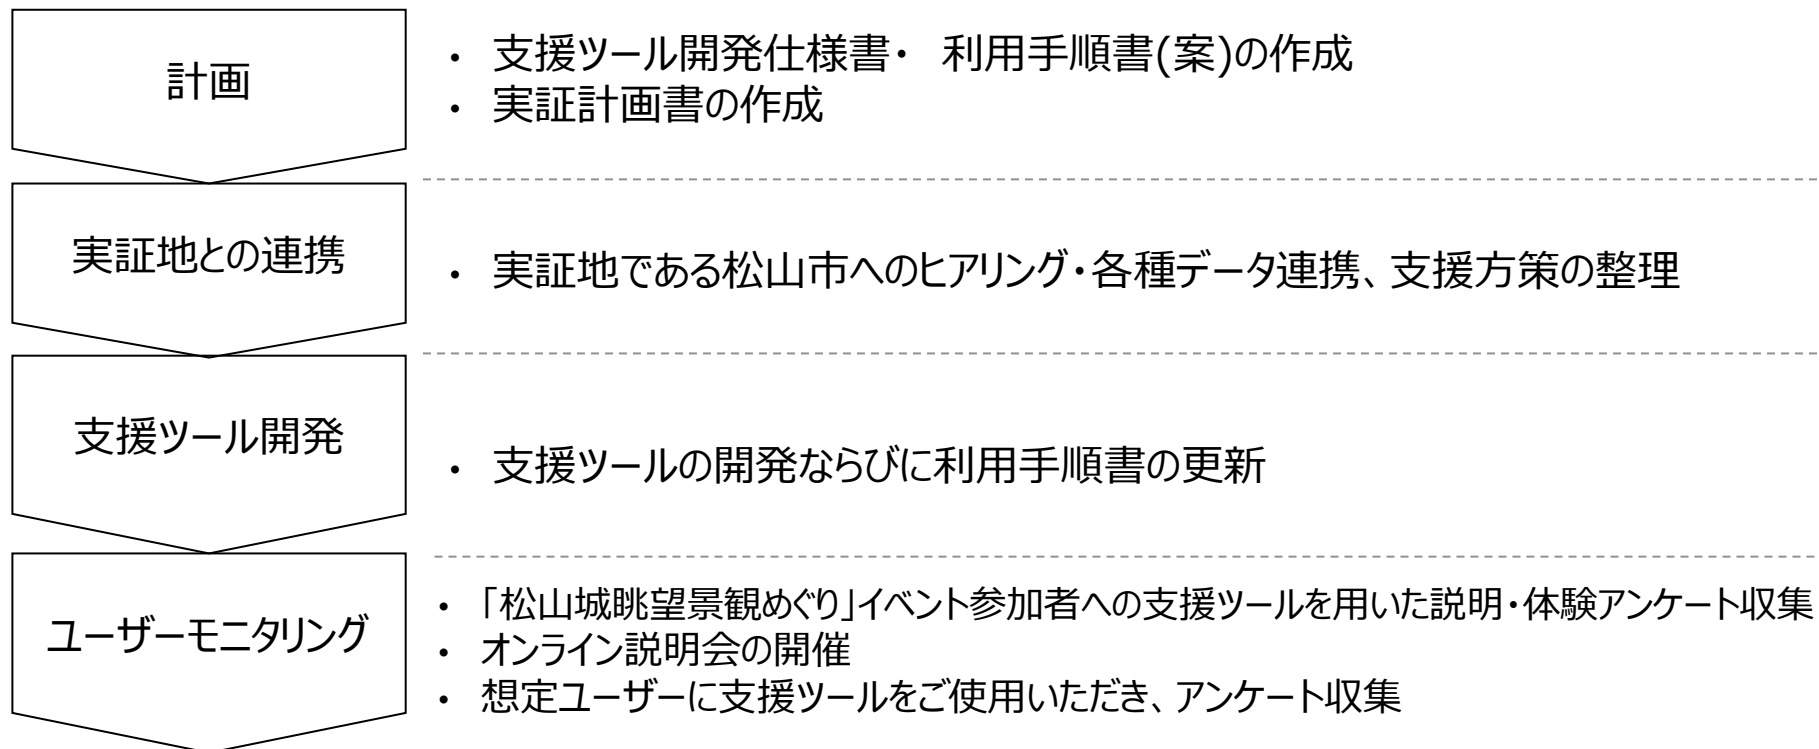 計画
・ 支援ツール開発仕様書・ 利用手順書(案)の作成
・ 実証計画書の作成
実証地との連携
・ 実証地である松山市へのヒアリング・各種データ連携、支援方策の整理
支援ツール開発
・ 支援ツールの開発ならびに利用手順書の更新
ユーザーモニタリング
・ 「松山城眺望景観めぐり」イベント参加者への支援ツールを用いた説明・体験アンケート収集
・ オンライン説明会の開催
・ 想定ユーザーに支援ツールをご使用いただき、アンケート収集